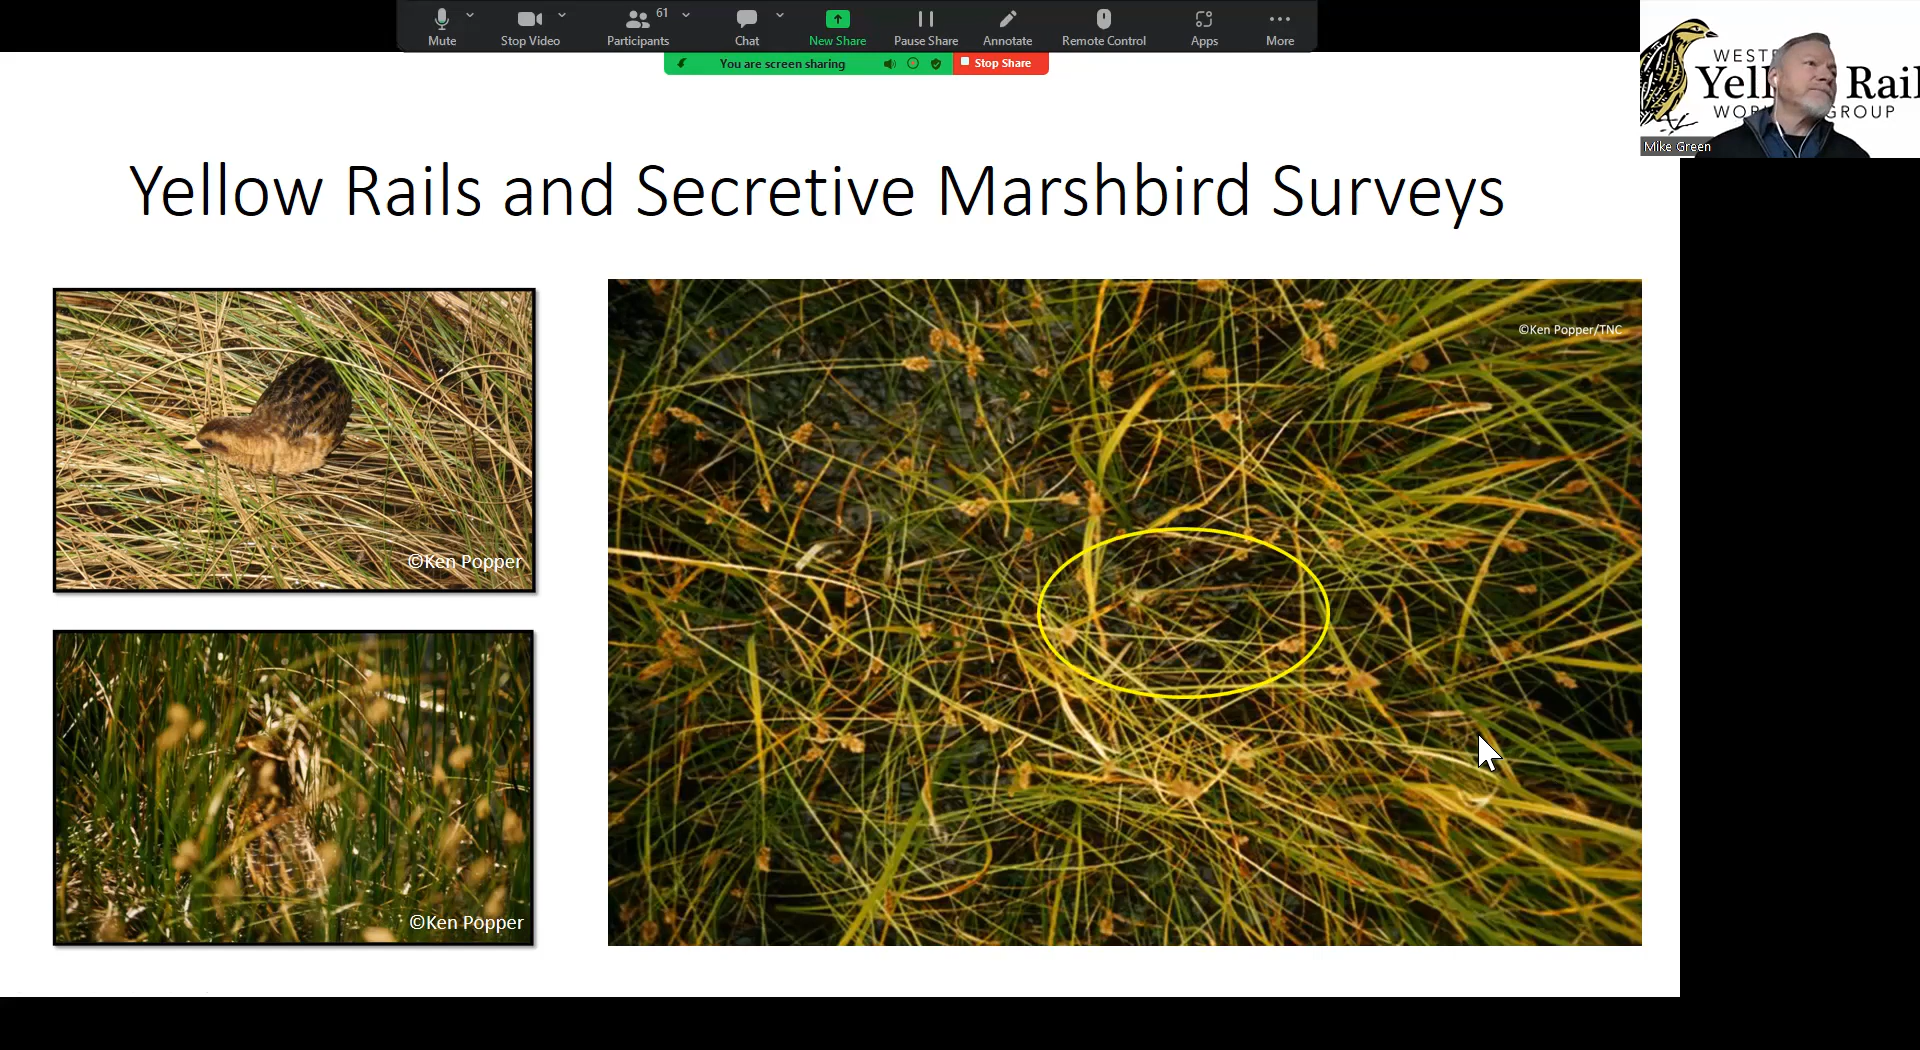 61
Mute
Stop Video
Participants
Chat
New Share
Pause Share
Annotate
Remote Control
Apps
More
You are screen sharing
Stop Share
Yell Rail
GROUP
Mike Green
Yellow Rails and Secretive Marshbird Surveys
©Ken Popper/TNC
©Ken Popper
©Ken Popper